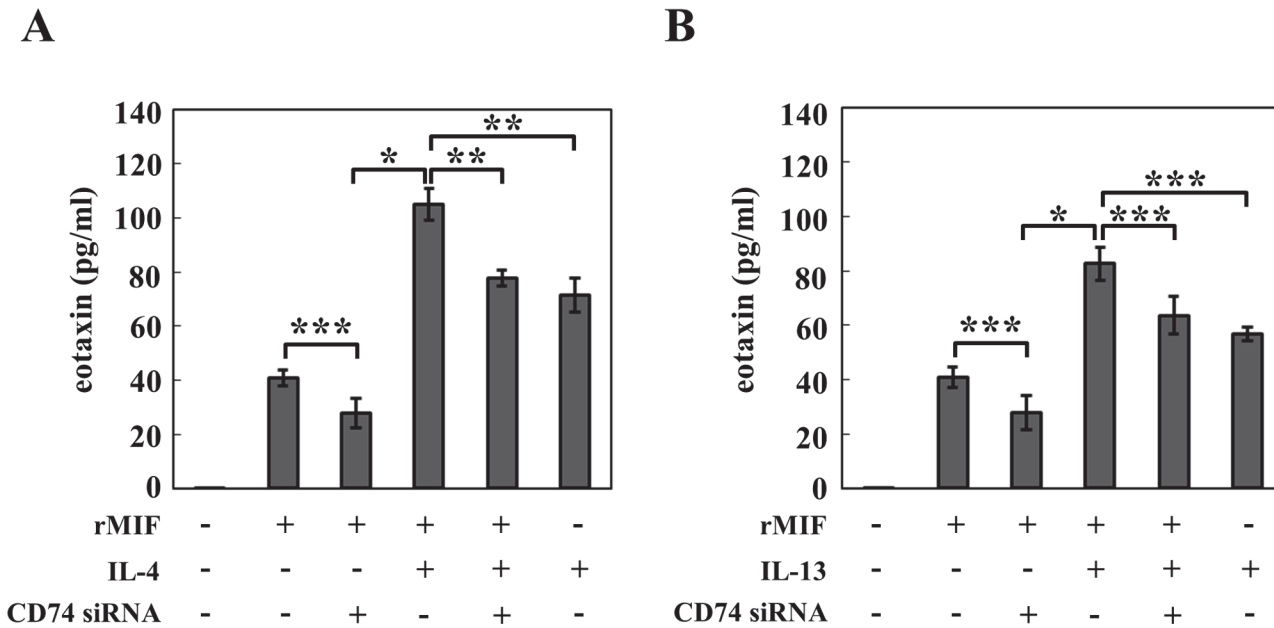 A
B
140
120
100
80
60
40
20
0
eotaxin (pg/ml)
*
**
**
***
rMIF - + + + + -
IL-4 - - - + + +
CD74 siRNA - - + - + -
140
120
100
80
60
40
20
0
eotaxin (pg/ml)
***
*
***
***
rMIF - + + + + -
IL-13 - - - + + +
CD74 siRNA - - + - + -